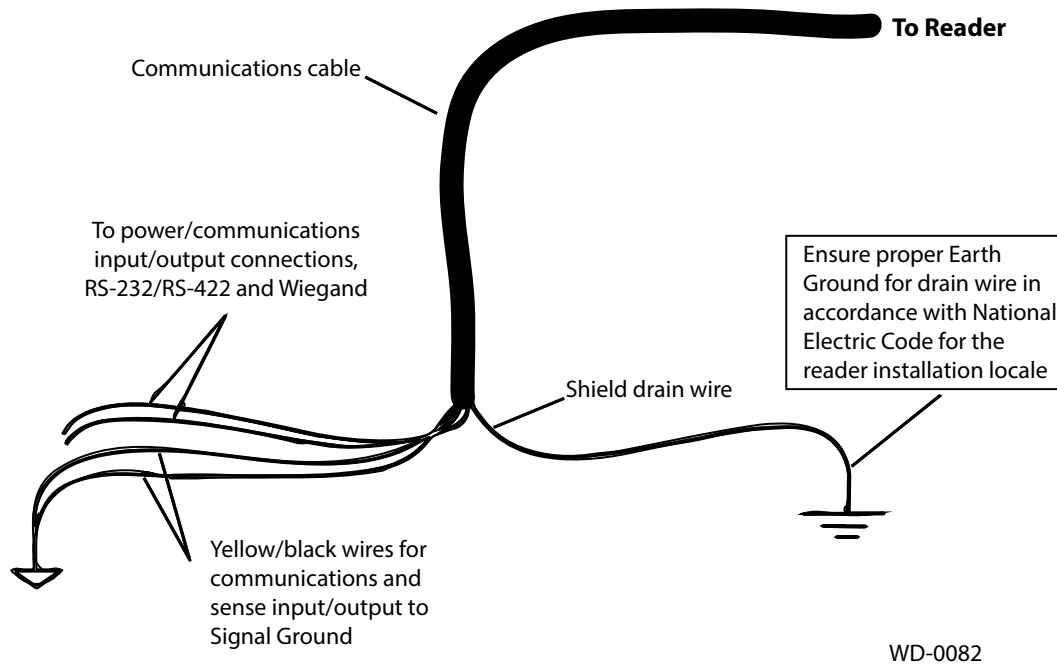 To Reader
Communications cable
To power/communications
input/output connections,
RS-232/RS-422 and Wiegand
Ensure proper Earth
Ground for drain wire in
accordance with National
Electric Code for the
reader installation locale
Shield drain wire
Yellow/black wires for
communications and
sense input/output to
Signal Ground
WD-0082